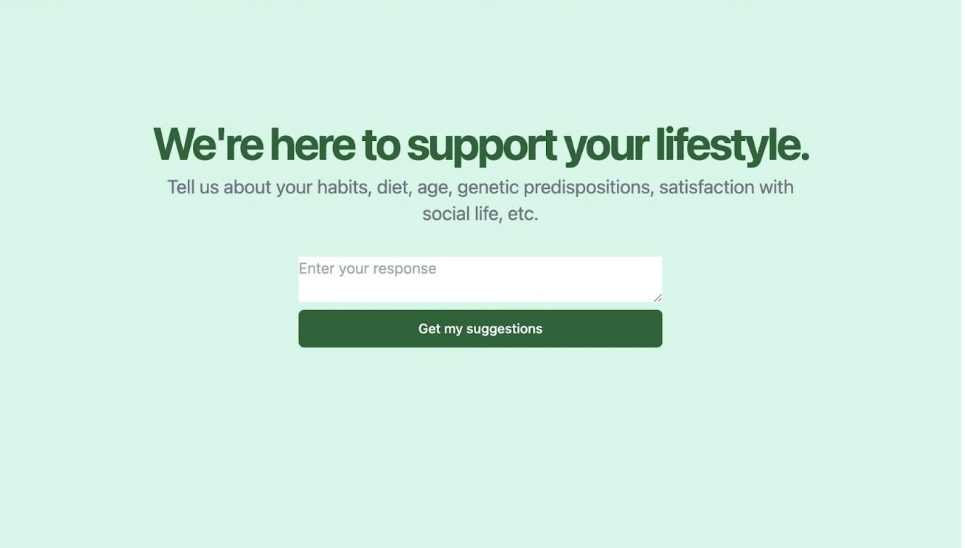 We're here to support your lifestyle.
Tell us about your habits, diet, age, genetic predispositions, satisfaction with
social life, etc.
Enter your response
Get my suggestions